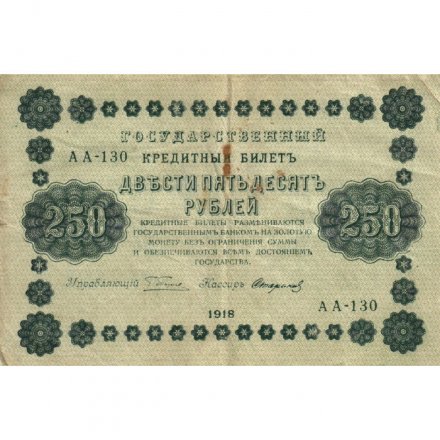 ГОСУДАРСТВЕННЫЙ
АА-130 КРЕДИТНЫЙ БИЛЕТЪ
ДВѢСТИ ПЯТЬДЕСЯТЪ
РУБЛЕЙ
250 250
КРЕДИТНЫЕ БИЛЕТЫ РАЗМѢНИВАЮТСЯ
ГОСУДАРСТВЕННЫМЪ БАНКОМЪ НА ЗОЛОТУЮ
МОНЕТУ БЕЗЪ ОГРАНИЧЕНІЯ СУММЫ
И ОБЕЗПЕЧИВАЮТСЯ ВСѢМЪ ДОСТОЯНІЕМЪ
ГОСУДАРСТВА.
Управляющій Кассиръ
АА-130
1918